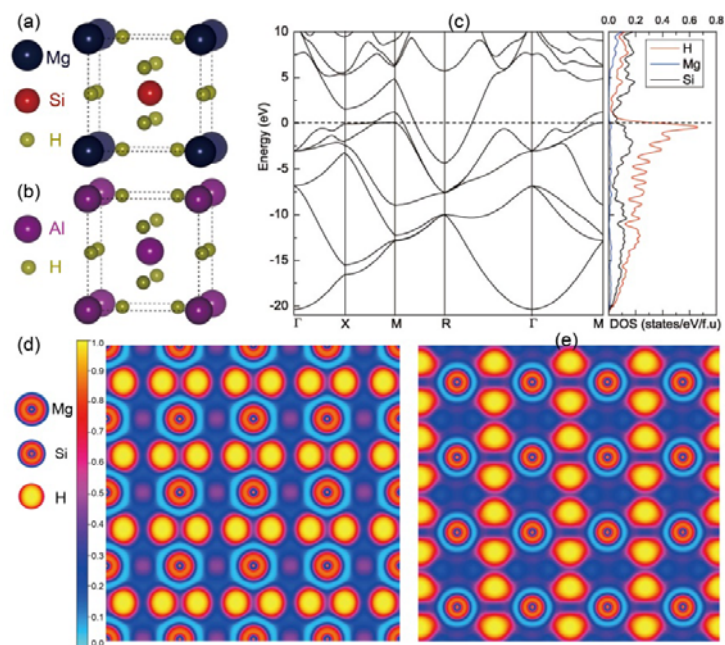 (a)
Mg
Si
H
(b)
Al
H
(c)
Energy (eV)
10
5
0
-5
-10
-15
-20
Γ X M R Γ M
0.0 0.2 0.4 0.6 0.8
H
Mg
Si
DOS (states/eV/f.u)
(d)
Mg
Si
H
1.0
0.9
0.8
0.7
0.6
0.5
0.4
0.3
0.2
0.1
0.0
(e)